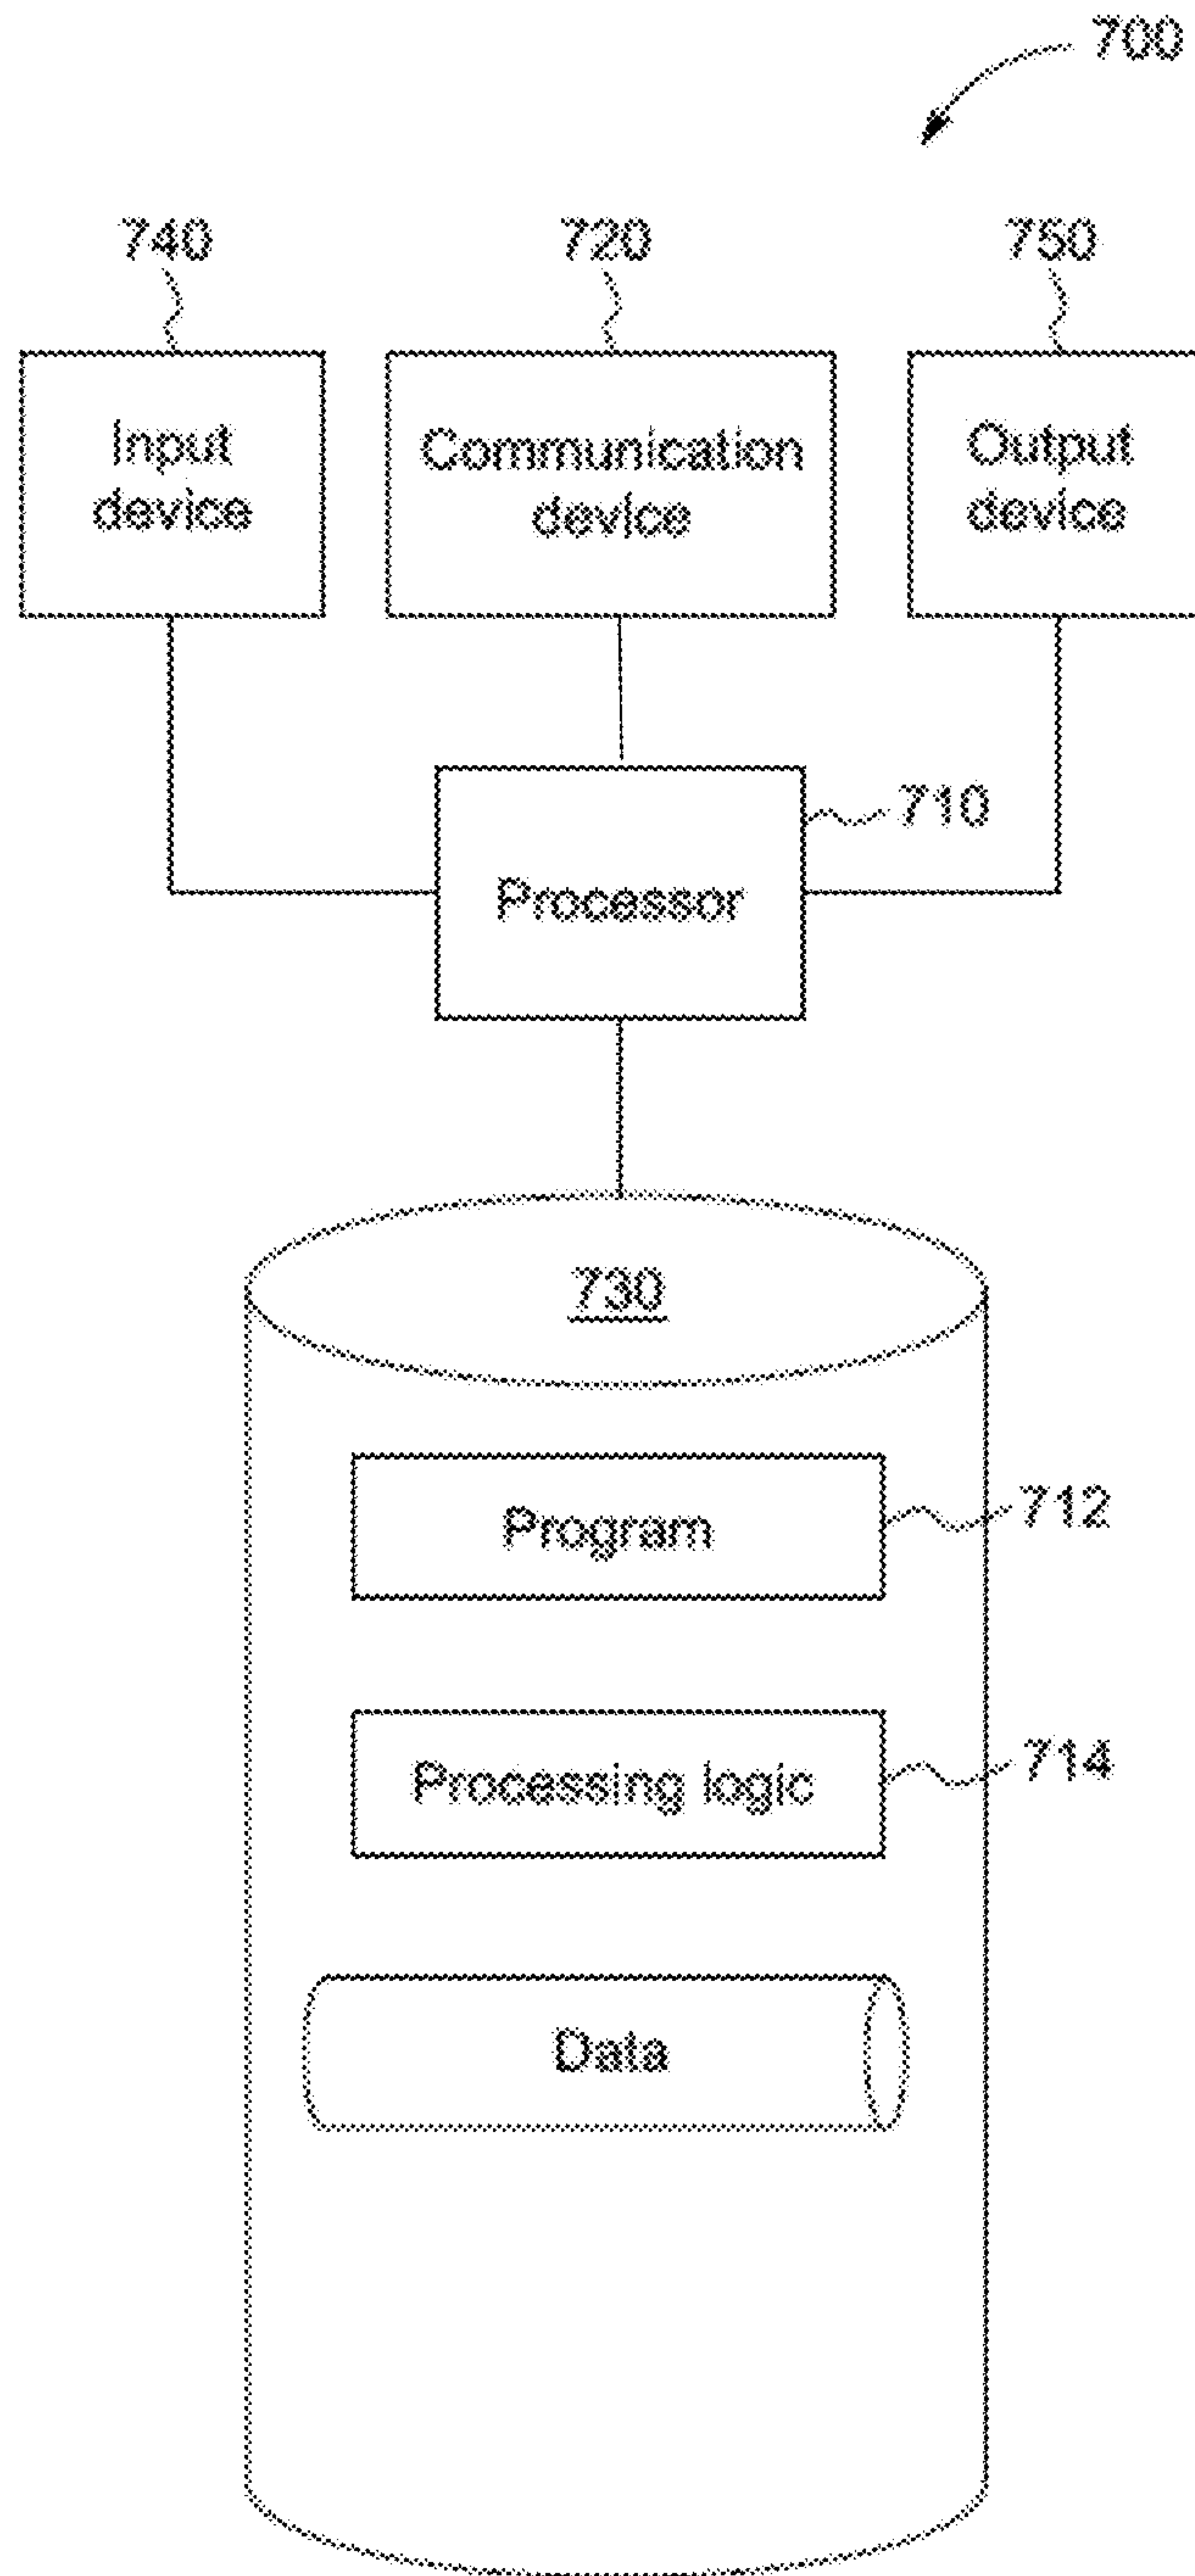 700
740
720
750
Input
device
Communication
device
Output
device
710
Processor
730
Program
712
Processing logic
714
Data